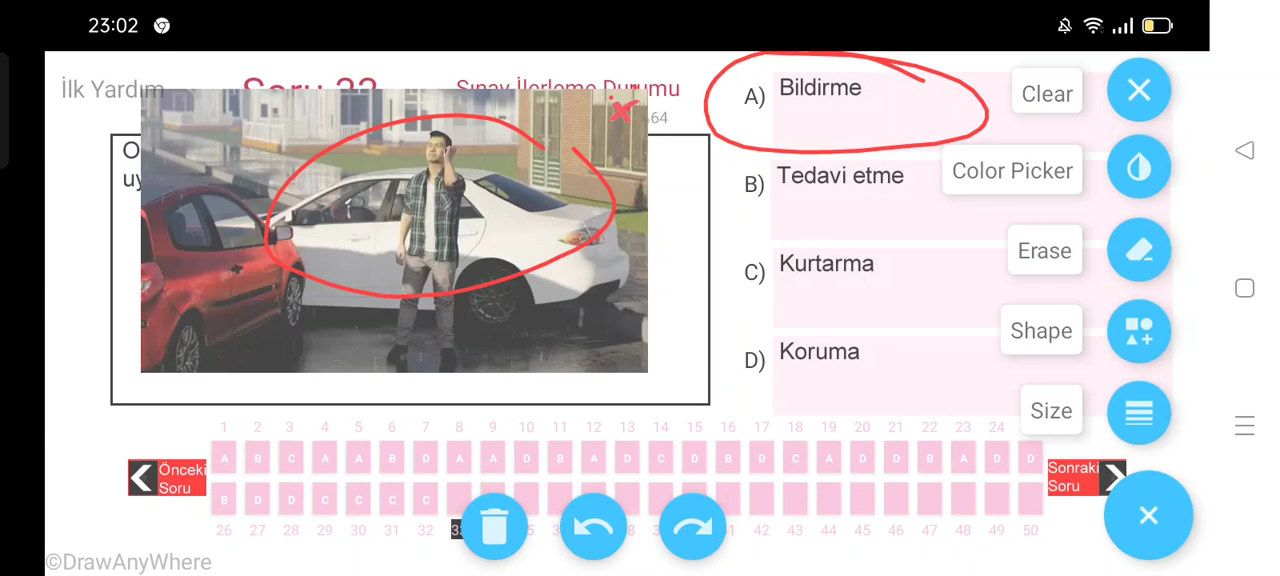 23:02
İlk Yardım
Soru 33
Sınav İlerleme Durumu
%64
A) Bildirme
B) Tedavi etme
C) Kurtarma
D) Koruma
Clear
Color Picker
Erase
Shape
Size
1 2 3 4 5 6 7 8 9 10 11 12 13 14 15 16 17 18 19 20 21 22 23 24
A B C A A B D A A D B A D C D B D C A D D B A D D
Önceki
Soru
Sonraki
Soru
B D D C C C C
26 27 28 29 30 31 32 42 43 44 45 46 47 48 49 50
©DrawAnyWhere